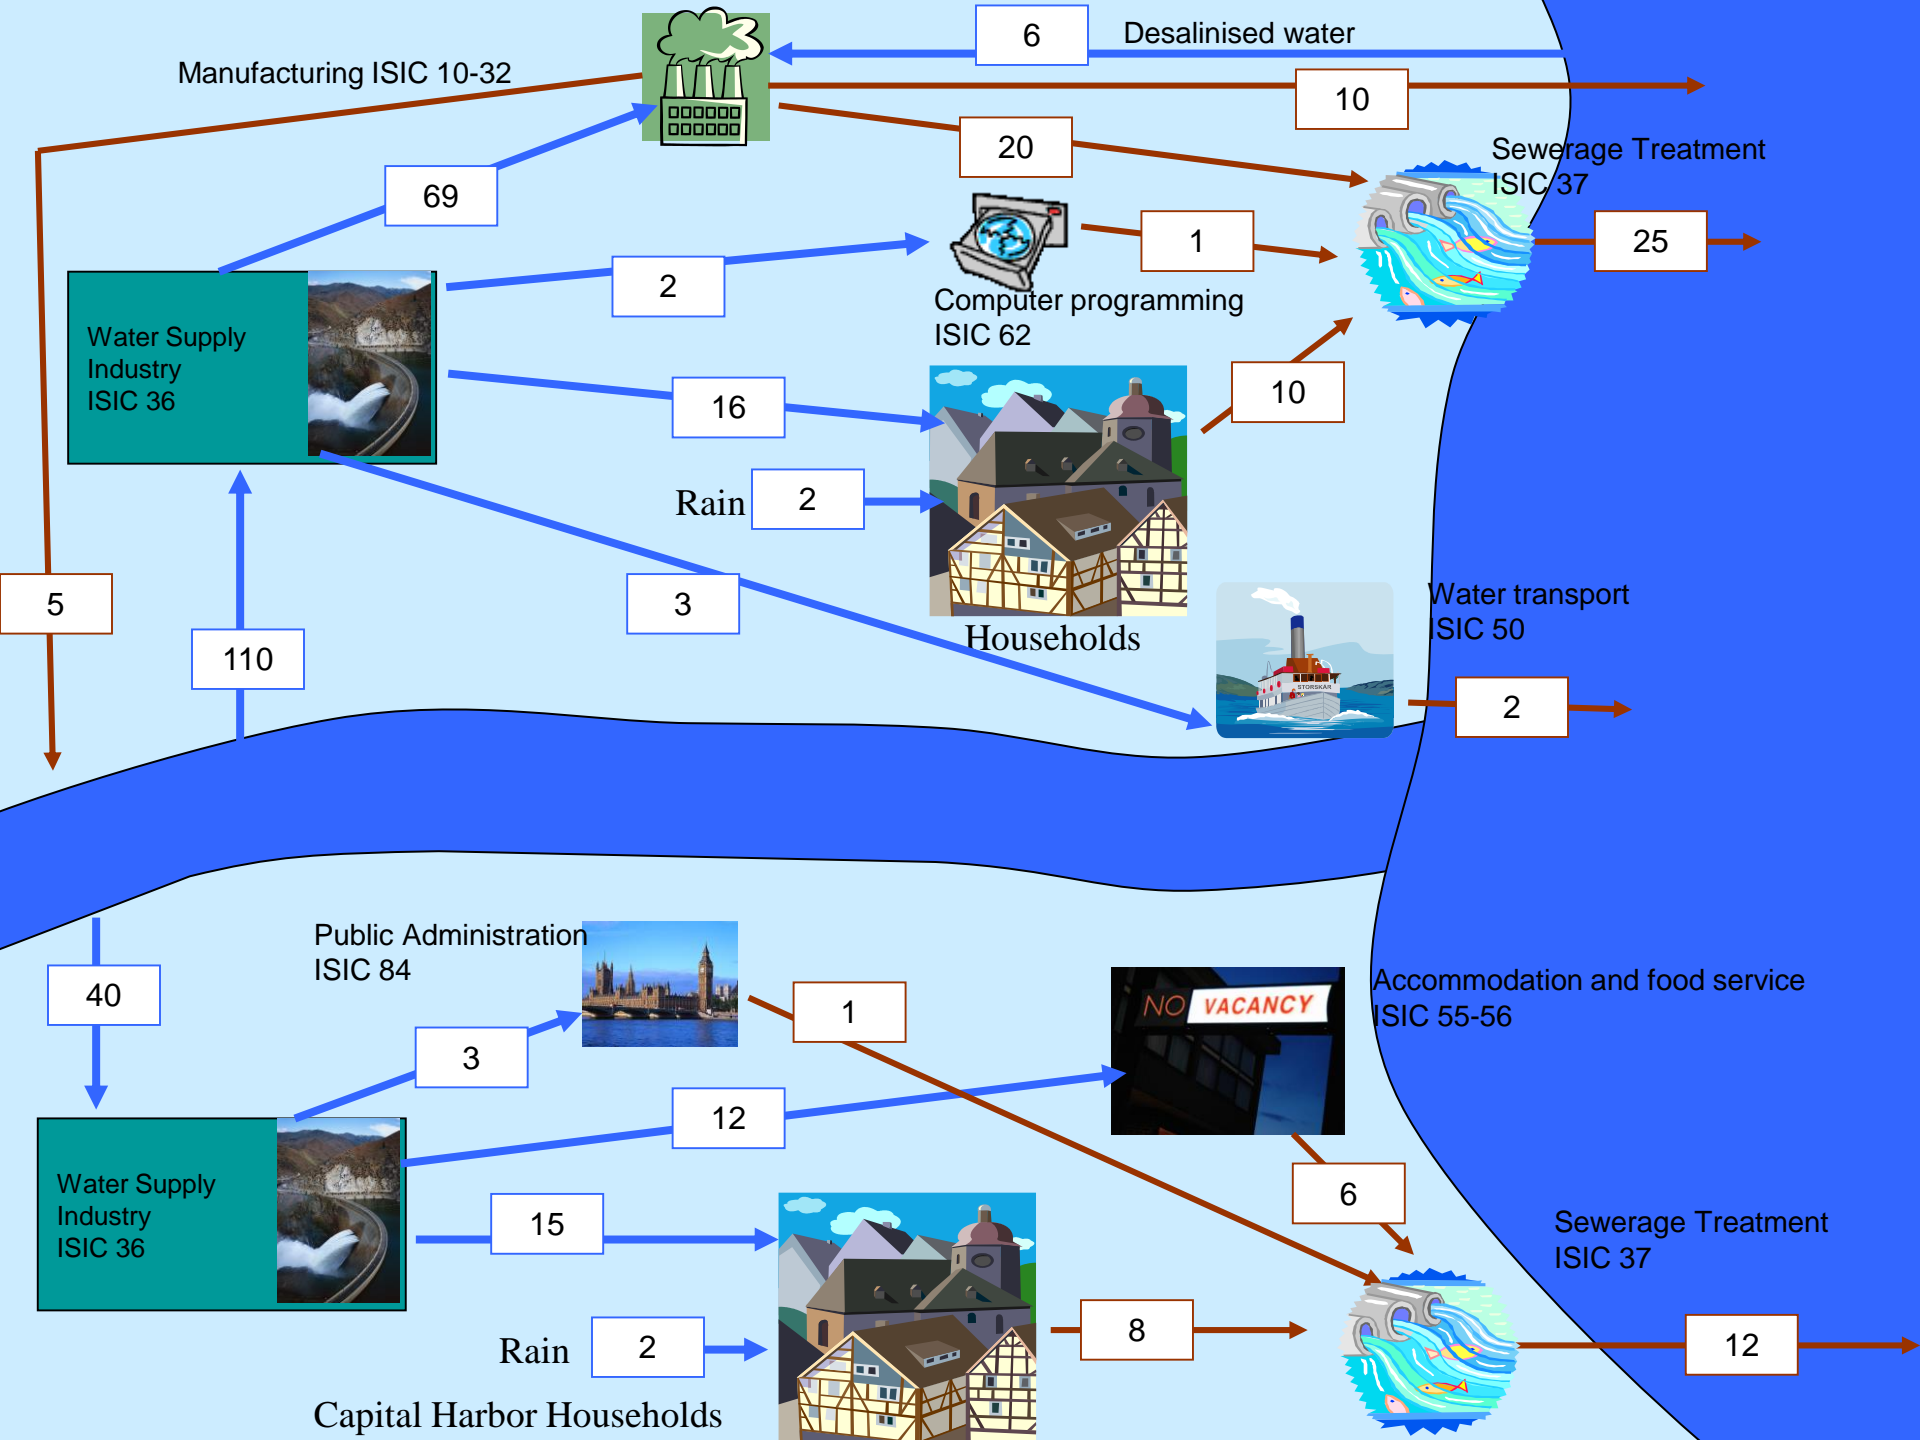 6
Desalinised water
Manufacturing ISIC 10-32
10
20
Sewerage Treatment
ISIC 37
69
1
25
2
Computer programming
ISIC 62
Water Supply
Industry
ISIC 36
16
10
Rain
2
5
3
Water transport
ISIC 50
Households
110
STORSKÄR
2
Public Administration
ISIC 84
40
1
Accommodation and food service
ISIC 55-56
NO VACANCY
3
12
Water Supply
Industry
ISIC 36
15
6
Sewerage Treatment
ISIC 37
Rain
2
8
12
Capital Harbor Households